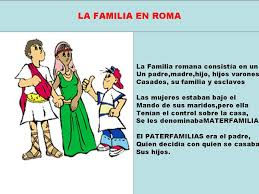 LA FAMILIA EN ROMA
La Familia romana consistía en un
Un padre,madre,hijo, hijos varones
Casados, su familia y esclavos
Las mujeres estaban bajo el
Mando de sus maridos,pero ella
Tenian el control sobre la casa,
Se los denominabaMATERFAMILIAS
El PATERFAMILIAS era el padre,
Quien decidía con quien se casaba
Sus hijos.